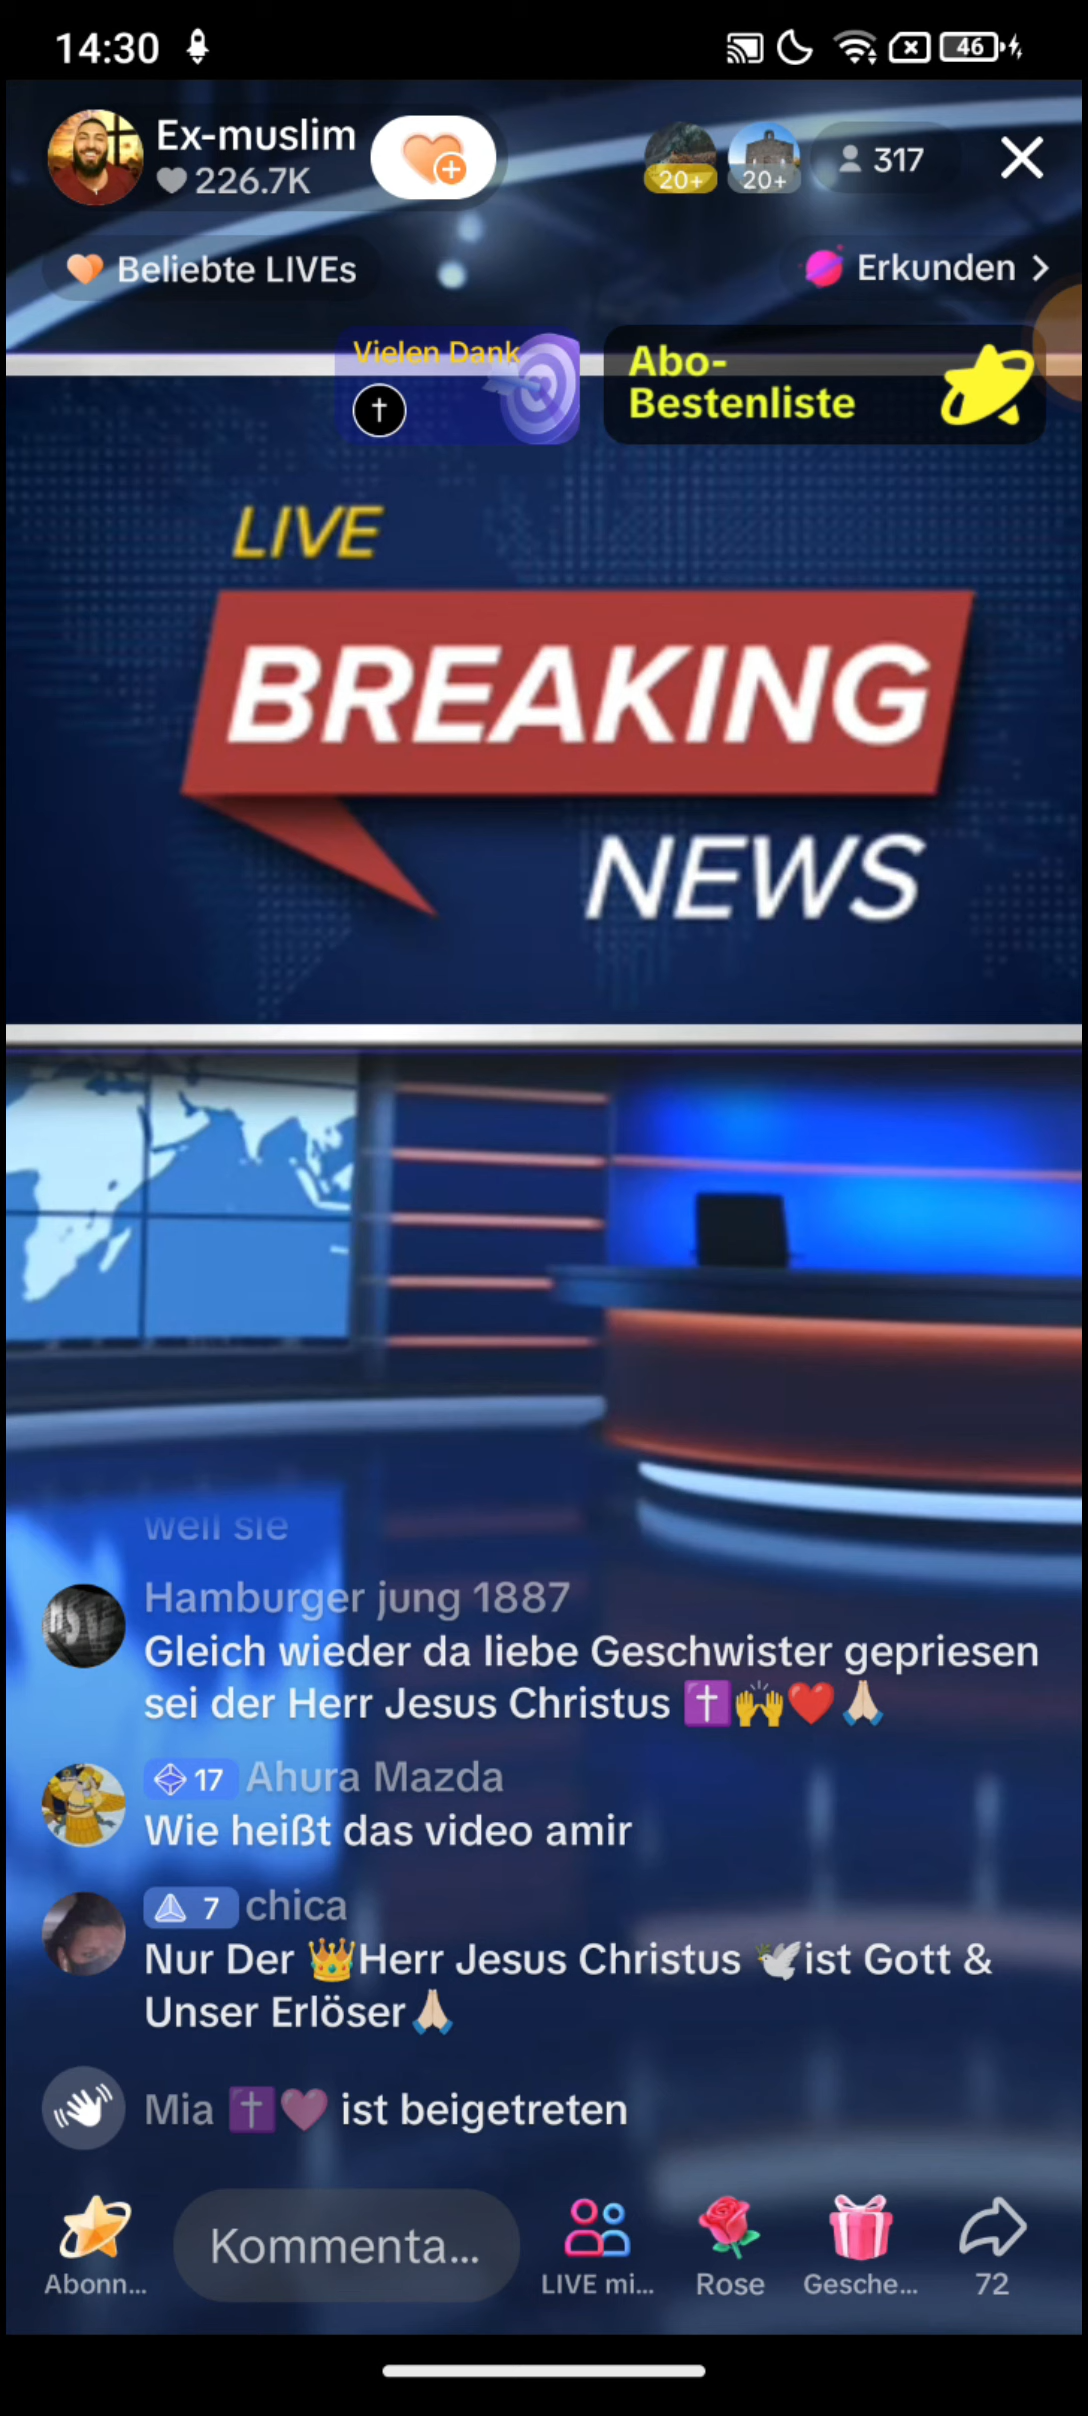 14:30
46
Ex-muslim
226.7K
20+
20+
317
Beliebte LIVEs
Erkunden >
Vielen Dank
Abo-
Bestenliste
LIVE
BREAKING
NEWS
weil sie
Hamburger jung 1887
Gleich wieder da liebe Geschwister gepriesen
sei der Herr Jesus Christus ✝️🙌❤️🙏🏻
17 Ahura Mazda
Wie heißt das video amir
7 chica
Nur Der 👑Herr Jesus Christus 🕊️ist Gott &
Unser Erlöser🙏🏻
Mia ✝️🩷 ist beigetreten
Kommenta...
Abonn...
LIVE mi...
Rose
Gesche...
72